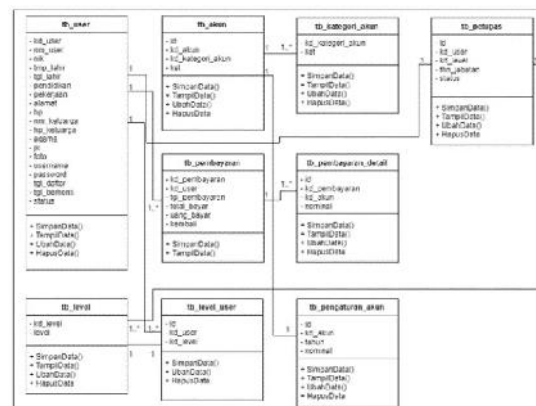 tb_user
- kd_user
- nm_user
- nik
- tmp_lahir
- tgl_lahir
- pendidikan
- pekerjaan
- alamat
- hp
- nm_keluarga
- hp_keluarga
- agama
- jk
- foto
- username
- password
- tgl_daftar
- tgl_berhenti
- status
+ SimpanData()
+ TampilData()
+ UbahData()
+ HapusData
tb_akun
- id
- kd_akun
- kd_kategori_akun
- ket
+ SimpanData()
+ TampilData()
+ UbahData()
+ HapusData
tb_kategori_akun
- kd_kategori_akun
- ket
+ SimpanData()
+ TampilData()
+ UbahData()
+ HapusData
tb_petugas
- id
- kd_user
- kd_level
- thn_jabatan
- status
+ SimpanData()
+ TampilData()
+ UbahData()
+ HapusData
tb_pembayaran
- kd_pembayaran
- kd_user
- tgl_pembayaran
- total_bayar
- uang_bayar
- kembali
+ SimpanData()
+ TampilData()
tb_pembayaran_detail
- id
- kd_pembayaran
- kd_akun
- nominal
+ SimpanData()
+ TampilData()
+ UbahData()
+ HapusData
tb_level
- kd_level
- level
+ SimpanData()
+ TampilData()
+ UbahData()
+ HapusData
tb_level_user
- id
- kd_user
- kd_level
+ SimpanData()
+ UbahData()
+ HapusData
tb_pengaturan_akun
- id
- kd_akun
- tahun
- nominal
+ SimpanData()
+ TampilData()
+ UbahData()
+ HapusData
1
1..*
1
1
1
1
1
1..*
1
1..*
1..*
1..*
1
1
1